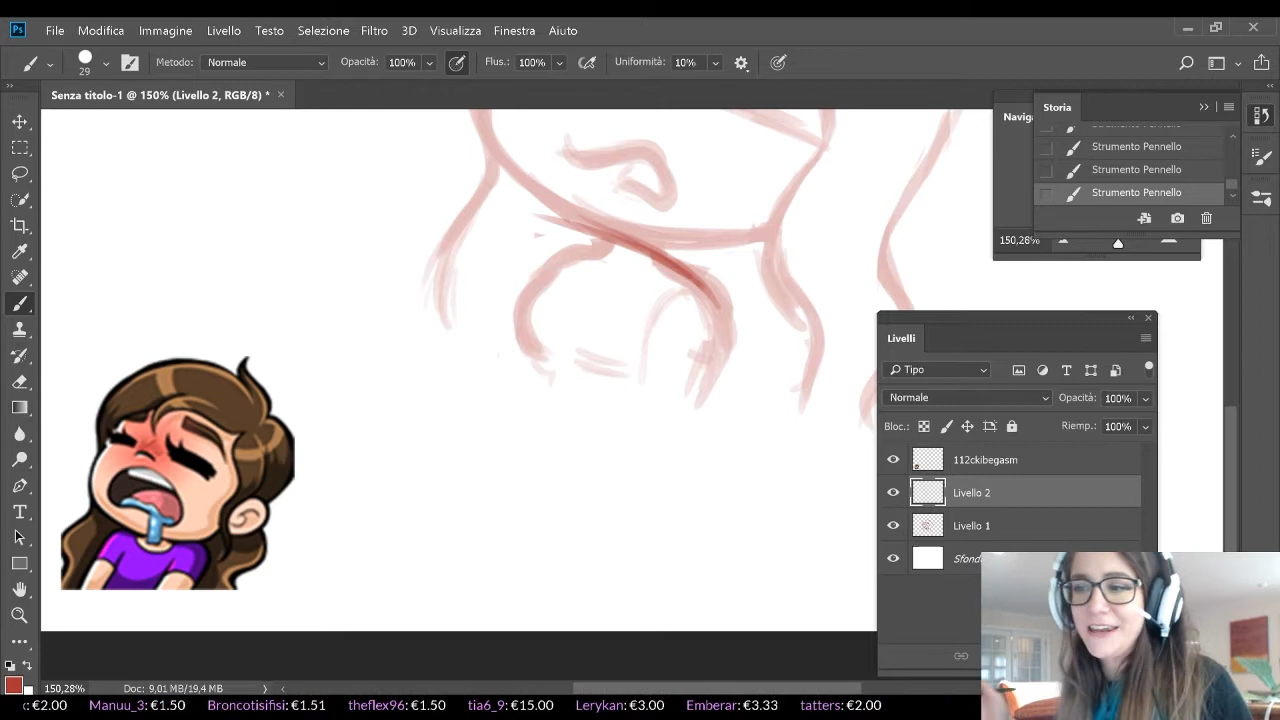 Ps File Modifica Immagine Livello Testo Selezione Filtro 3D Visualizza Finestra Aiuto
29 Metodo: Normale Opacità: 100% Flus.: 100% Uniformità: 10%
Senza titolo-1 @ 150% (Livello 2, RGB/8) * ×
Storia
Naviga
Strumento Pennello
Strumento Pennello
Strumento Pennello
Strumento Pennello
150,28%
Livelli
Tipo
Normale Opacità: 100%
Bloc.: Riemp.: 100%
112ckibegasm
Livello 2
Livello 1
Sfond
150,28% Doc: 9,01 MB/19,4 MB
: €2.00 Manuu_3: €1.50 Broncotisifisi: €1.51 theflex96: €1.50 tia6_9: €15.00 Lerykan: €3.00 Emberar: €3.33 tatters: €2.00